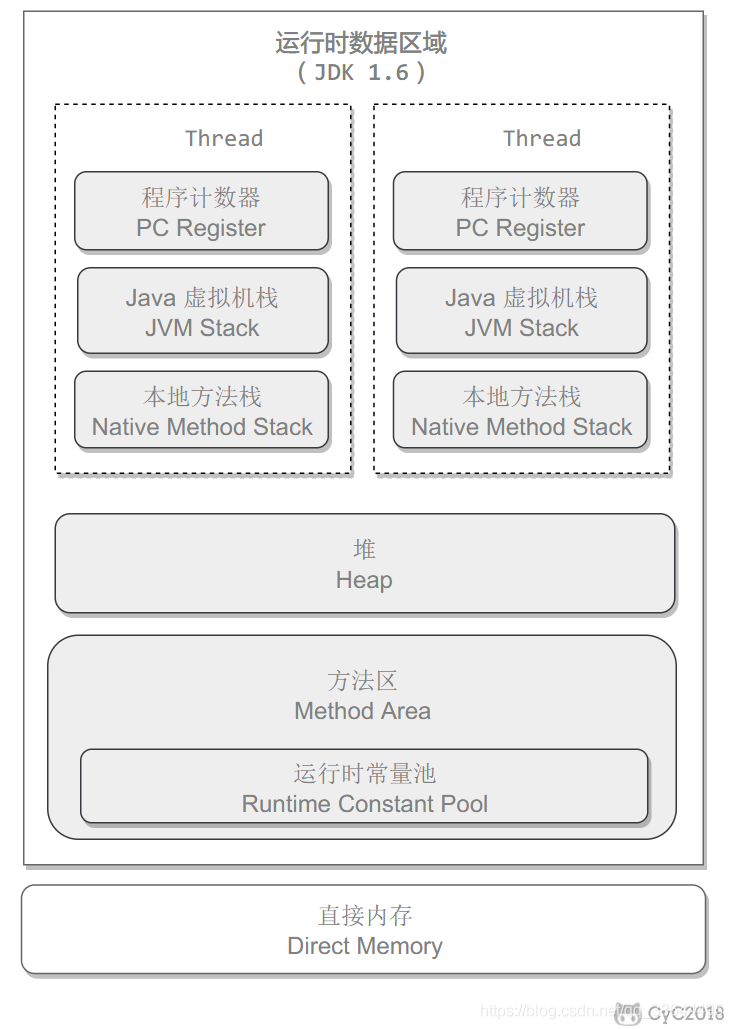 运行时数据区域
( JDK 1.6 )
Thread
程序计数器
PC Register
Java 虚拟机栈
JVM Stack
本地方法栈
Native Method Stack
Thread
程序计数器
PC Register
Java 虚拟机栈
JVM Stack
本地方法栈
Native Method Stack
堆
Heap
方法区
Method Area
运行时常量池
Runtime Constant Pool
直接内存
Direct Memory
https://blog.csdn.net/
CyC2018